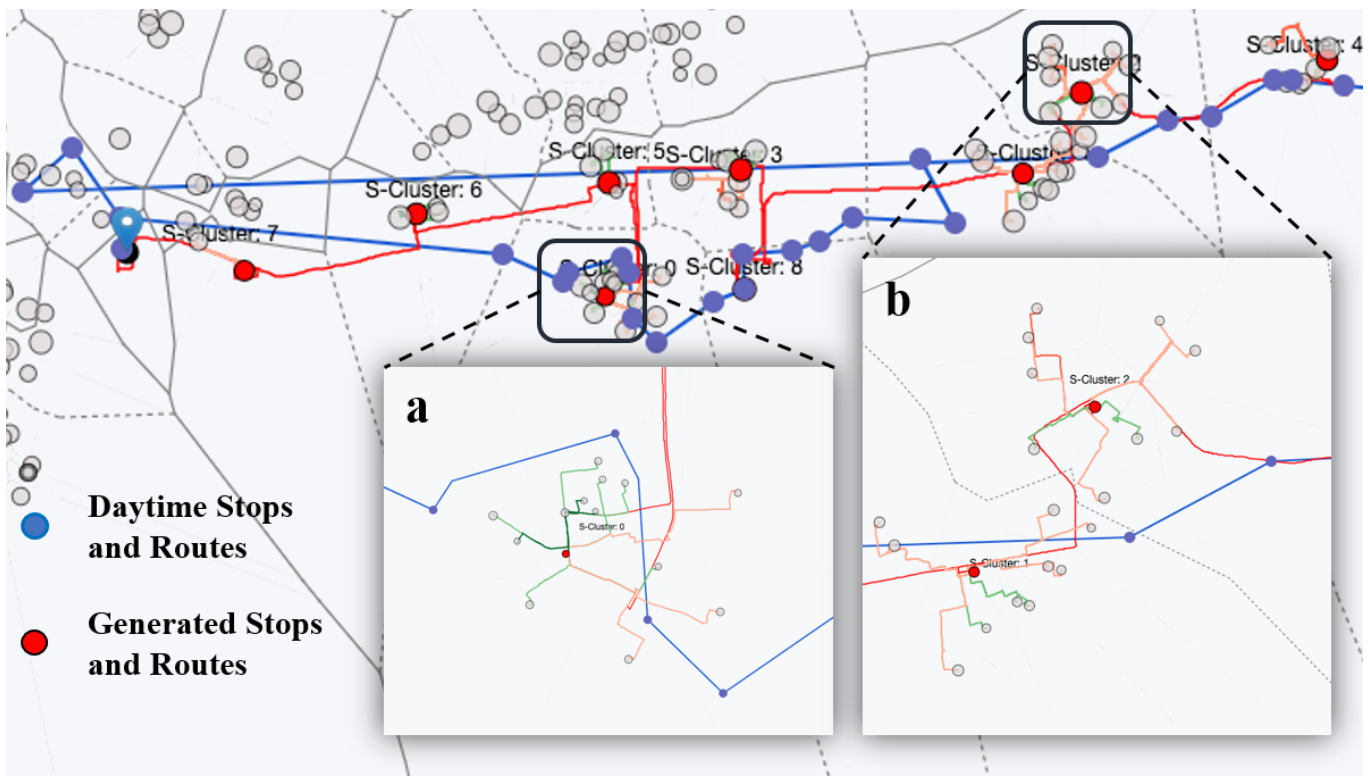 S-Cluster: 4
S-Cluster: 2
S-Cluster: 5
S-Cluster: 3
S-Cluster
S-Cluster: 6
S-Cluster: 7
S-Cluster: 0
S-Cluster: 8
a
S-Cluster: 0
b
S-Cluster: 2
S-Cluster: 1
Daytime Stops
and Routes
Generated Stops
and Routes